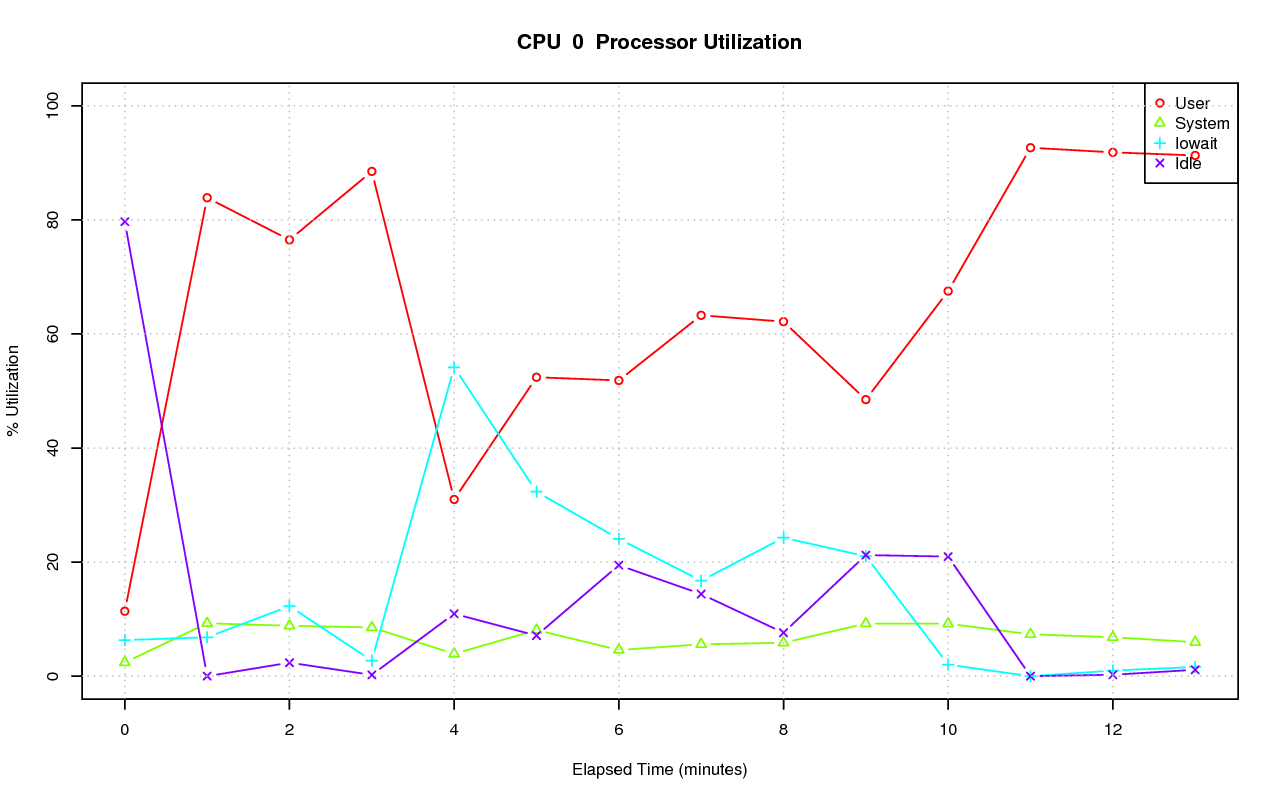 CPU  0  Processor Utilization
User
System
Iowait
Idle
% Utilization
100
80
60
40
20
0
0 2 4 6 8 10 12
Elapsed Time (minutes)